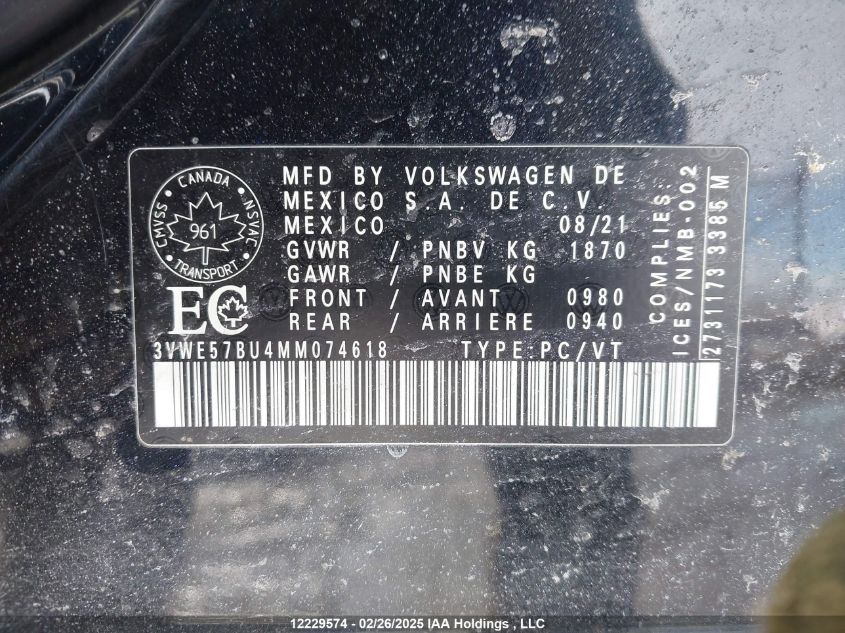 CANADA
CMVSS
NSVAC
961
TRANSPORT
MFD BY VOLKSWAGEN DE
MEXICO S.A. DE C.V.
MEXICO 08/21
GVWR / PNBV KG 1870
GAWR / PNBE KG
FRONT / AVANT 0980
REAR / ARRIERE 0940
EC
3VWE57BU4MM074618 TYPE:PC/VT
COMPLIES:
ICES/NMB-002
2731173 3385 M
12229574 - 02/26/2025 IAA Holdings , LLC